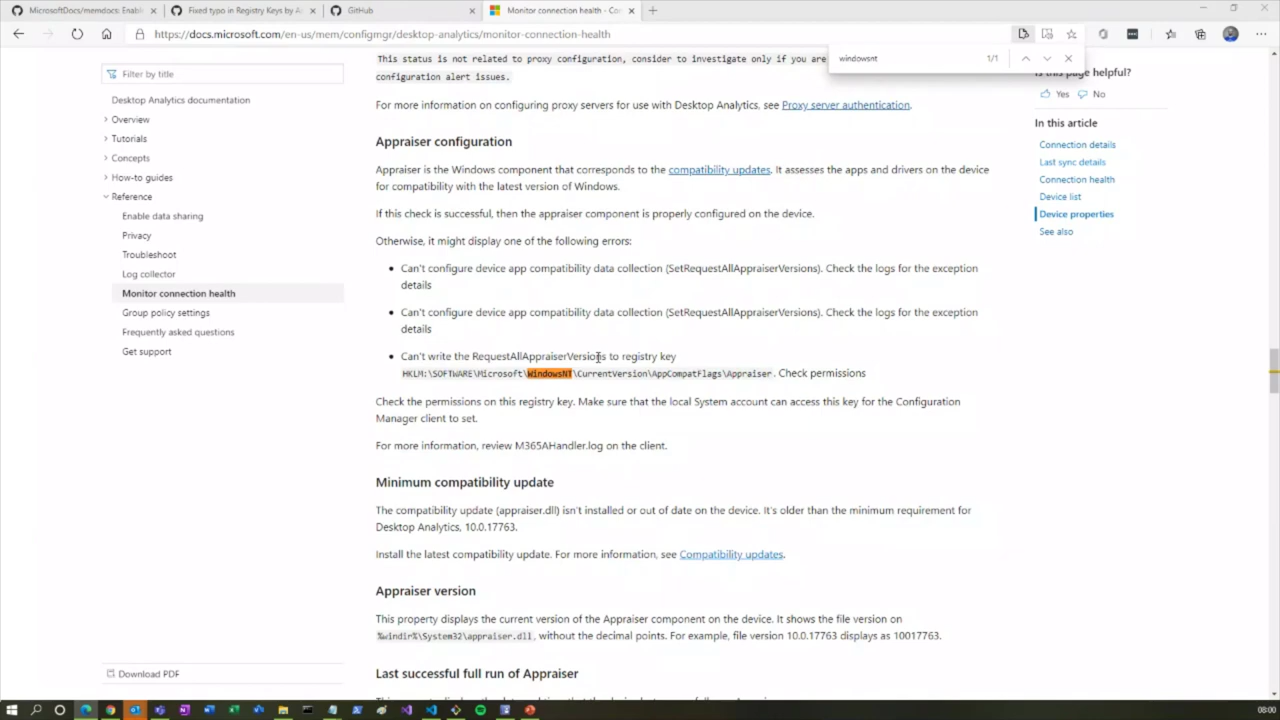 MicrosoftDocs/memdocs: Enabl
Fixed typo in Registry Keys by A
GitHub
Monitor connection health - Co
https://docs.microsoft.com/en-us/mem/configmgr/desktop-analytics/monitor-connection-health
windowsnt
1/1
Filter by title
Desktop Analytics documentation
Overview
Tutorials
Concepts
How-to guides
Reference
Enable data sharing
Privacy
Troubleshoot
Log collector
Monitor connection health
Group policy settings
Frequently asked questions
Get support
Download PDF
This status is not related to proxy configuration, consider to investigate only if you are
configuration alert issues.
For more information on configuring proxy servers for use with Desktop Analytics, see Proxy server authentication.
Appraiser configuration
Appraiser is the Windows component that corresponds to the compatibility updates. It assesses the apps and drivers on the device
for compatibility with the latest version of Windows.
If this check is successful, then the appraiser component is properly configured on the device.
Otherwise, it might display one of the following errors:
• Can't configure device app compatibility data collection (SetRequestAllAppraiserVersions). Check the logs for the exception
details
• Can't configure device app compatibility data collection (SetRequestAllAppraiserVersions). Check the logs for the exception
details
• Can't write the RequestAllAppraiserVersions to registry key
HKLM:\SOFTWARE\Microsoft\WindowsNT\CurrentVersion\AppCompatFlags\Appraiser. Check permissions
Check the permissions on this registry key. Make sure that the local System account can access this key for the Configuration
Manager client to set.
For more information, review M365AHandler.log on the client.
Minimum compatibility update
The compatibility update (appraiser.dll) isn't installed or out of date on the device. It's older than the minimum requirement for
Desktop Analytics, 10.0.17763.
Install the latest compatibility update. For more information, see Compatibility updates.
Appraiser version
This property displays the current version of the Appraiser component on the device. It shows the file version on
%windir%\System32\appraiser.dll, without the decimal points. For example, file version 10.0.17763 displays as 10017763.
Last successful full run of Appraiser
Is this page helpful?
Yes No
In this article
Connection details
Last sync details
Connection health
Device list
Device properties
See also
08:00